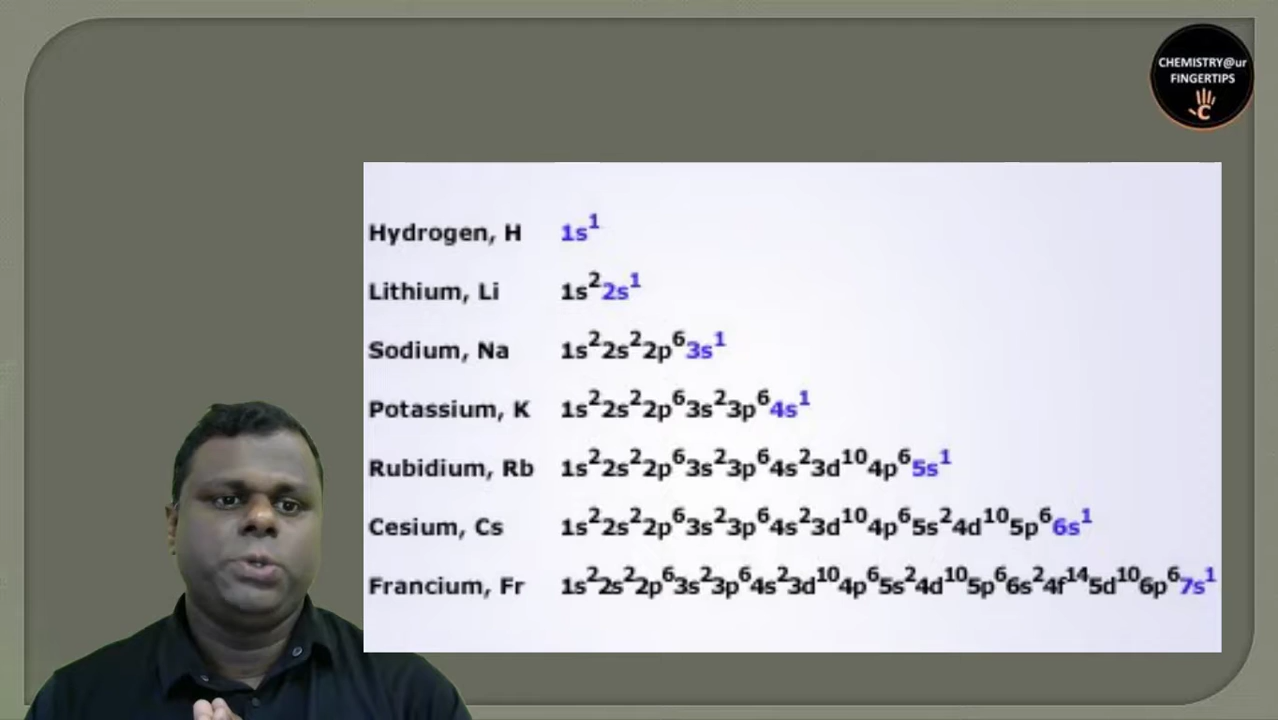 CHEMISTRY@ur
FINGERTIPS
C
Hydrogen, H 1s¹
Lithium, Li 1s²2s¹
Sodium, Na 1s²2s²2p⁶3s¹
Potassium, K 1s²2s²2p⁶3s²3p⁶4s¹
Rubidium, Rb 1s²2s²2p⁶3s²3p⁶4s²3d¹⁰4p⁶5s¹
Cesium, Cs 1s²2s²2p⁶3s²3p⁶4s²3d¹⁰4p⁶5s²4d¹⁰5p⁶6s¹
Francium, Fr 1s²2s²2p⁶3s²3p⁶4s²3d¹⁰4p⁶5s²4d¹⁰5p⁶6s²4f¹⁴5d¹⁰6p⁶7s¹